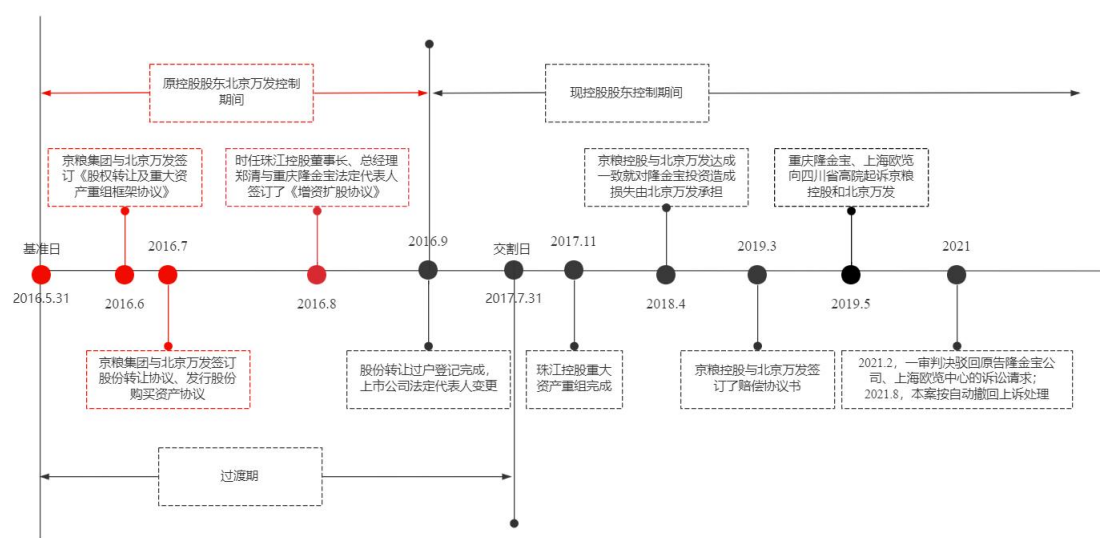 原控股股东北京万发控制
期间
现控股股东控制期间
京粮集团与北京万发签
订《股权转让及重大资
产重组框架协议》
时任珠江控股董事长、总经理
郑清与重庆隆金宝法定代表人
签订了《增资扩股协议》
京粮控股与北京万发达成
一致就对隆金宝投资造成
损失由北京万发承担
重庆隆金宝、上海欧览
向四川省高院起诉京粮
控股和北京万发
基准日
2016.7
2016.9
交割日
2017.11
2019.3
2021
2016.5.31
2016.6
2016.8
2017.7.31
2018.4
2019.5
京粮集团与北京万发签订
股份转让协议、发行股份
购买资产协议
股份转让过户登记完成，
上市公司法定代表人变更
珠江控股重大
资产重组完成
京粮控股与北京万发签
订了赔偿协议书
2021.2，一审判决驳回原告隆金宝公
司、上海欧览中心的诉讼请求；
2021.8，本案按自动撤回上诉处理
过渡期